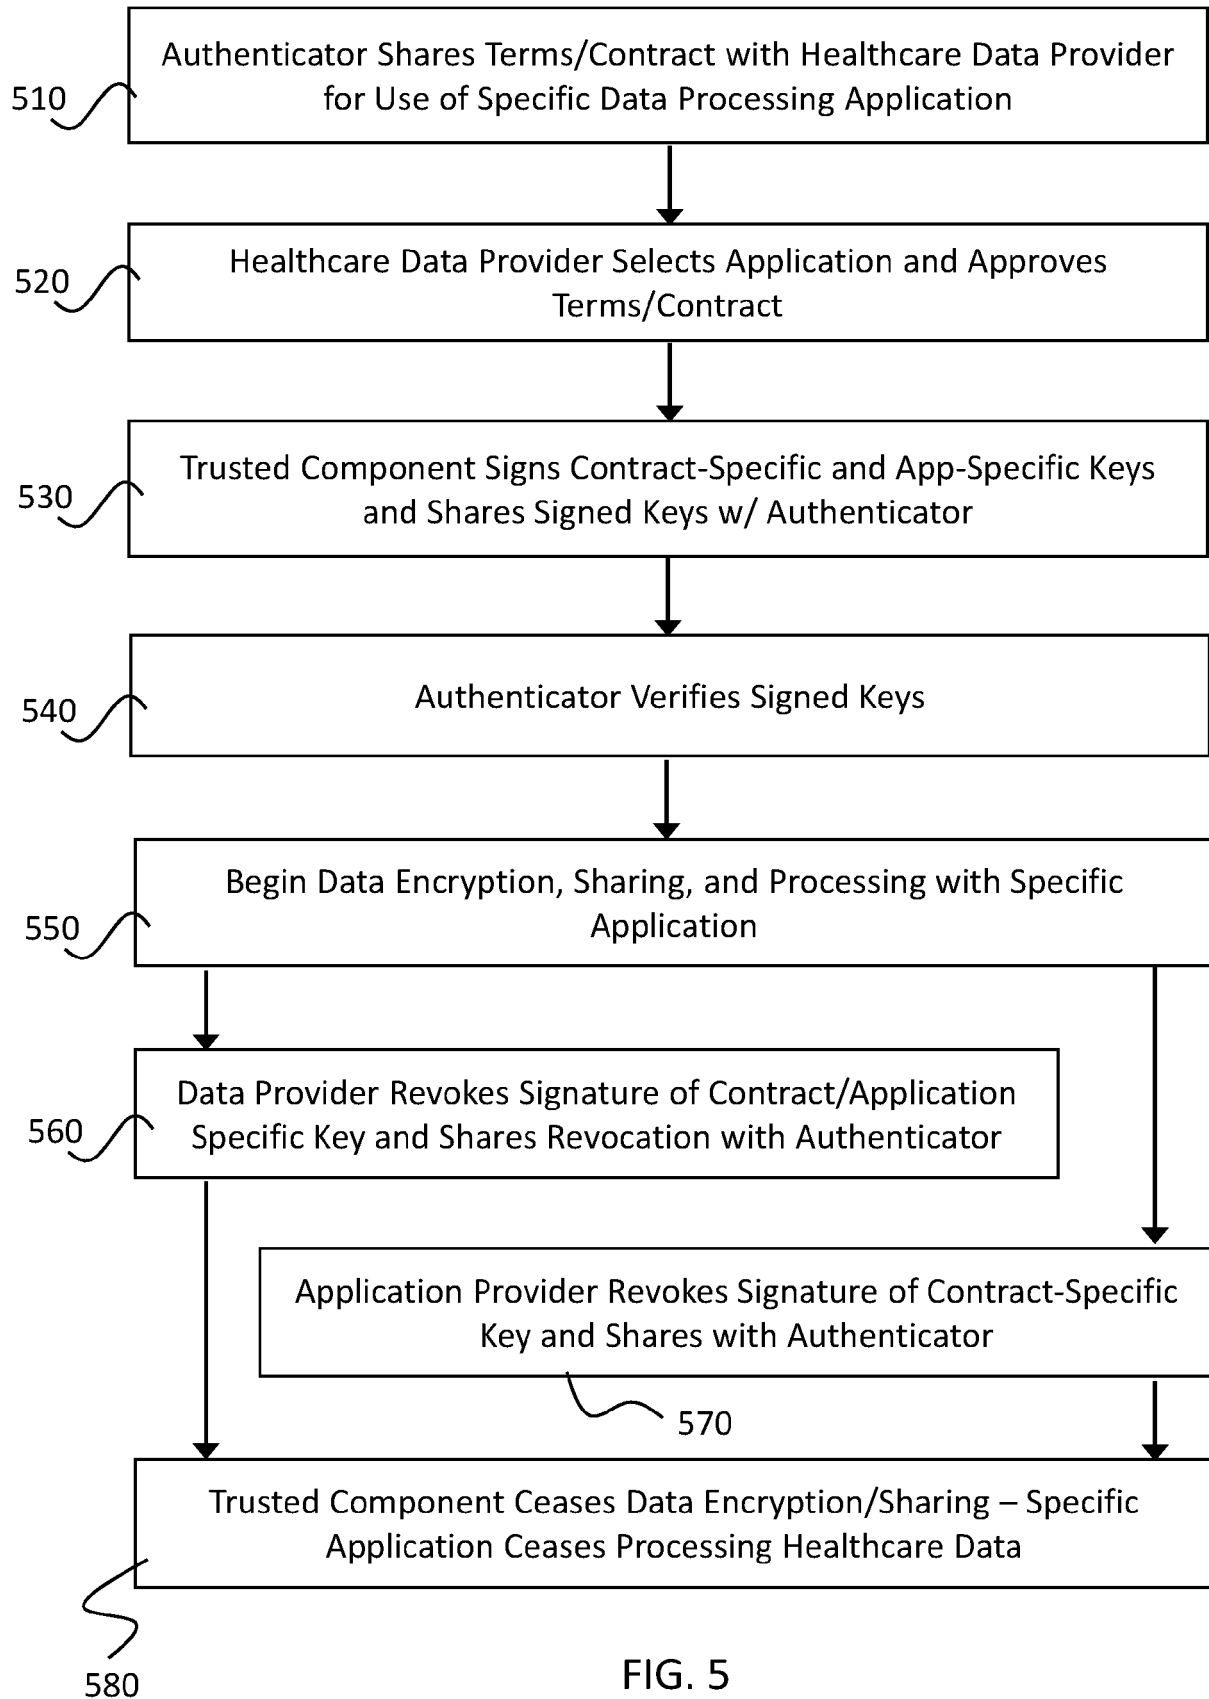 Authenticator Shares Terms/Contract with Healthcare Data Provider
for Use of Specific Data Processing Application
510
Healthcare Data Provider Selects Application and Approves
Terms/Contract
520
Trusted Component Signs Contract-Specific and App-Specific Keys
and Shares Signed Keys w/ Authenticator
530
Authenticator Verifies Signed Keys
540
Begin Data Encryption, Sharing, and Processing with Specific
Application
550
Data Provider Revokes Signature of Contract/Application
Specific Key and Shares Revocation with Authenticator
560
Application Provider Revokes Signature of Contract-Specific
Key and Shares with Authenticator
570
Trusted Component Ceases Data Encryption/Sharing – Specific
Application Ceases Processing Healthcare Data
580
FIG. 5